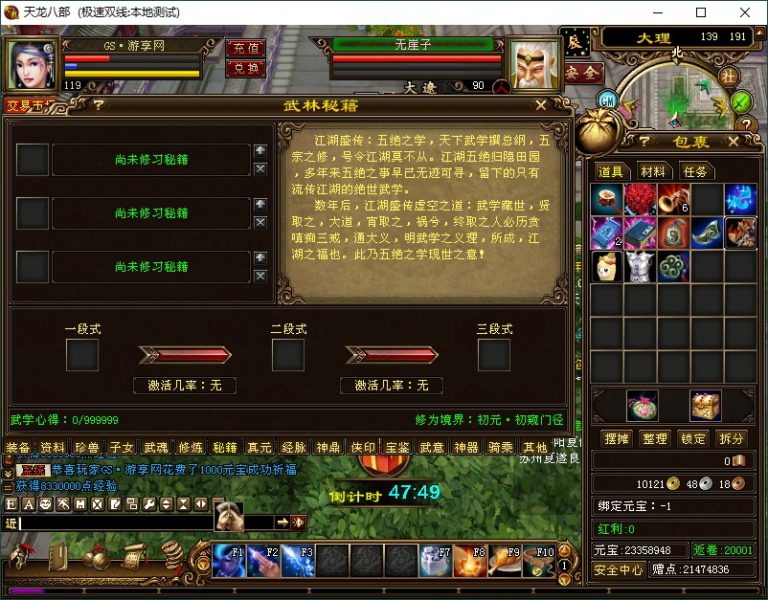 天龙八部 (极速双线:本地测试)
GS·游享网
充值
兑换
119
无崖子
大辽
90
大理 139 191
北
辰
安全
社
GM
交易市场
?
武林秘籍
尚未修习秘籍
尚未修习秘籍
尚未修习秘籍
江湖盛传：五绝之学，天下武学撰总纲，五
宗之修，号令江湖莫不从。江湖五绝归隐田园
，多年来五绝之事早已无迹可寻，留下的只有
流传江湖的绝世武学。
数年后，江湖盛传虚空之道：武学藏世，贤
取之，大道，宵取之，祸兮，终取之人必历贪
嗔痴三戒，通大义，明武学之义理，所成，江
湖之福也。此乃五绝之学现世之意！
一段式
二段式
三段式
激活几率：无
激活几率：无
武学心得：0/999999
修为境界：初元·初窥门径
装备 资料 珍兽 子女 武魂 修炼 秘籍 真元 经脉 神鼎 侠印 宝鉴 武意 神器 骑乘 其他
恭喜玩家GS·游享网花费了1000元宝成功祈福
获得8330000点经验
倒计时 47:49
近
F1 F2 F3 F7 F8 F9 F10
1
? 包裹
道具 材料 任务
6
2
摆摊 整理 锁定 拆分
0
10121 48 18
绑定元宝：-1
红利:0
元宝:23358948 返卷:20001
安全中心 赠点:21474836